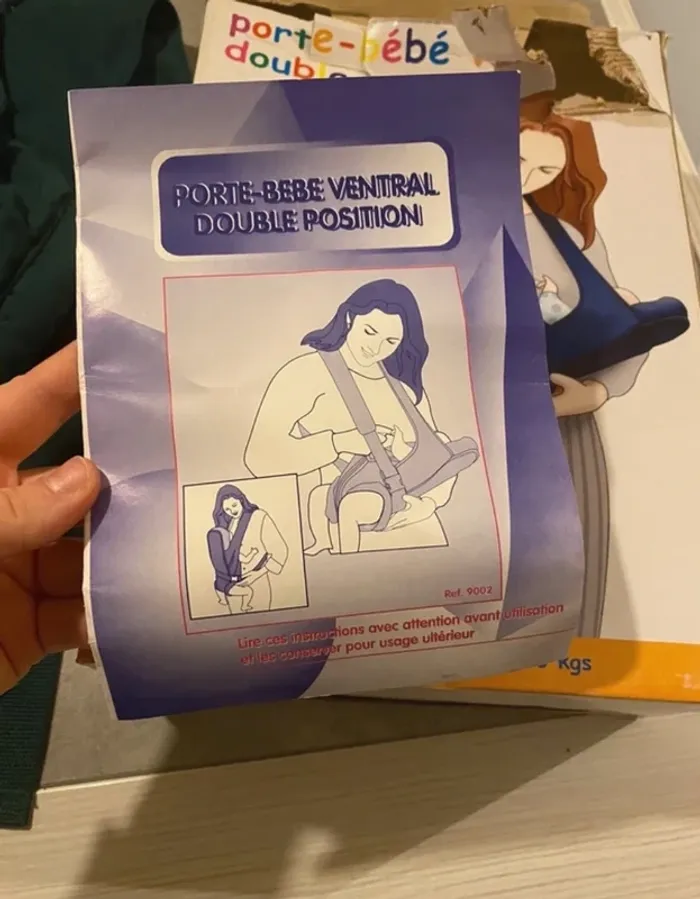 porte-bébé
double
PORTE-BEBE VENTRAL
DOUBLE POSITION
Ref. 9002
Lire ces instructions avec attention avant utilisation
et les conserver pour usage ultérieur
Kgs